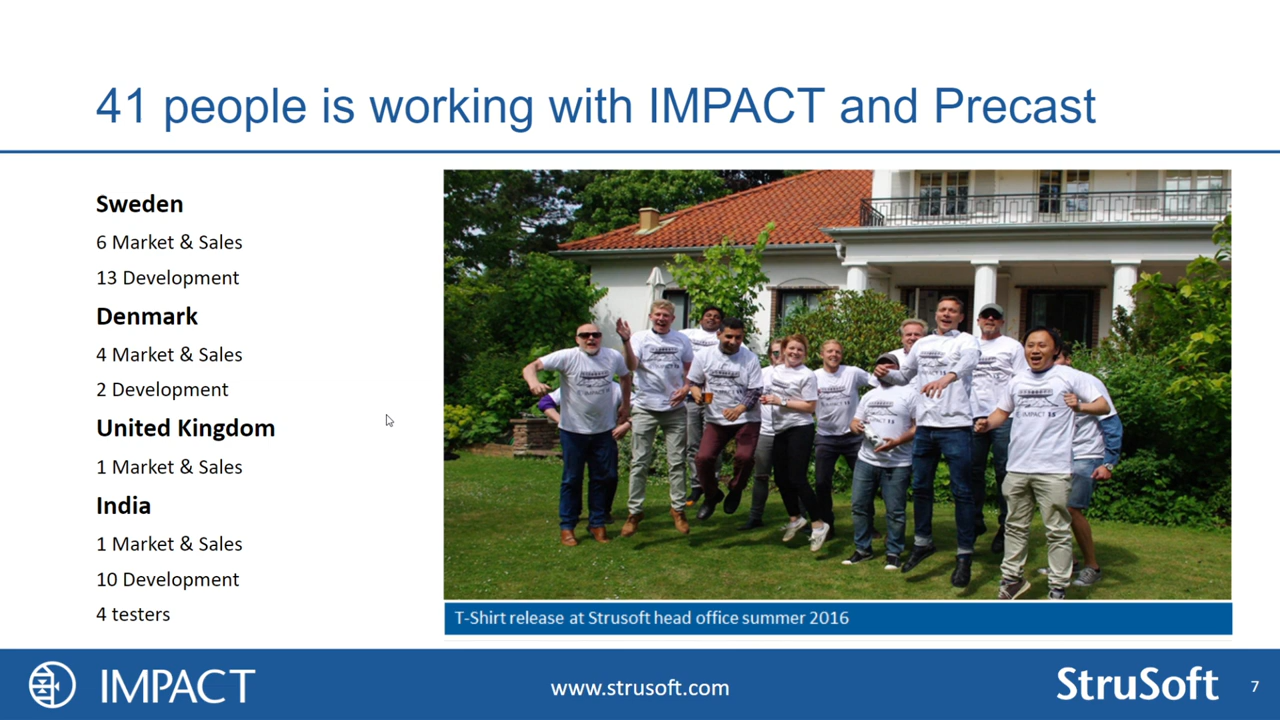 41 people is working with IMPACT and Precast
Sweden
6 Market & Sales
13 Development
Denmark
4 Market & Sales
2 Development
United Kingdom
1 Market & Sales
India
1 Market & Sales
10 Development
4 testers
T-Shirt release at Strusoft head office summer 2016
IMPACT
www.strusoft.com
StruSoft
7